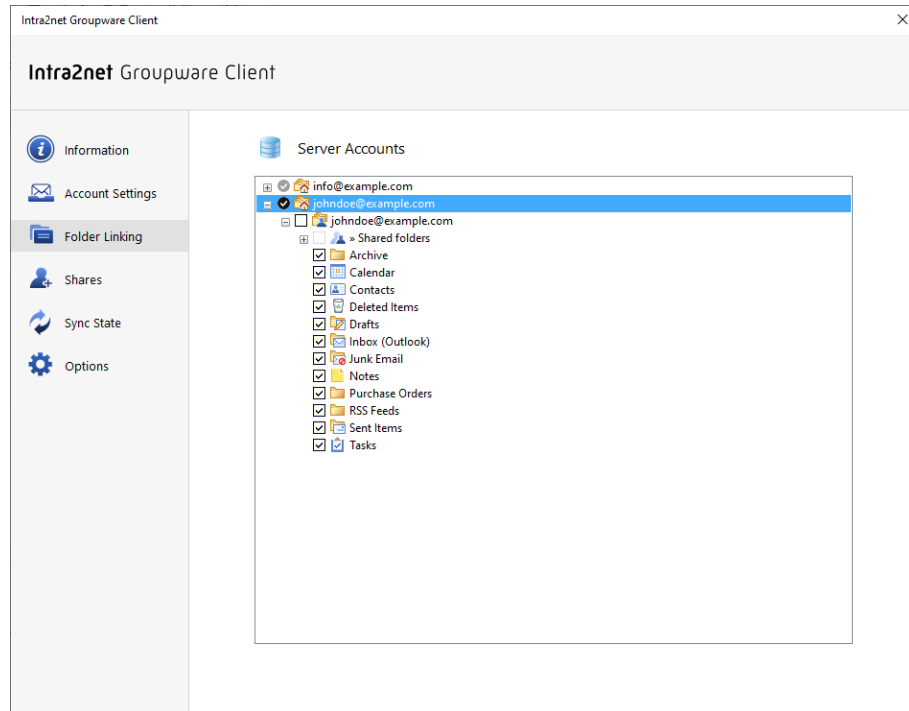 Intra2net Groupware Client
Intra2net Groupware Client
Information
Account Settings
Folder Linking
Shares
Sync State
Options
Server Accounts
info@example.com
johndoe@example.com
johndoe@example.com
» Shared folders
Archive
Calendar
Contacts
Deleted Items
Drafts
Inbox (Outlook)
Junk Email
Notes
Purchase Orders
RSS Feeds
Sent Items
Tasks